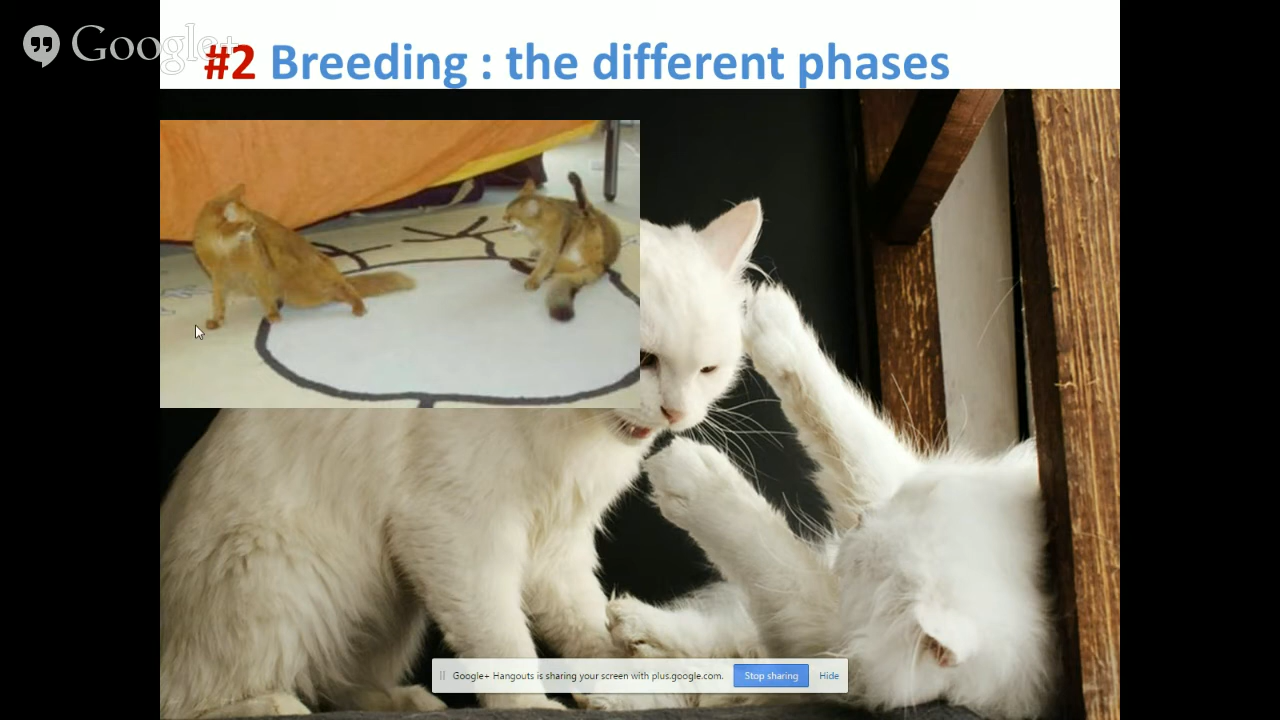 Google+
#2 Breeding : the different phases
Google+ Hangouts is sharing your screen with plus.google.com. Stop sharing Hide